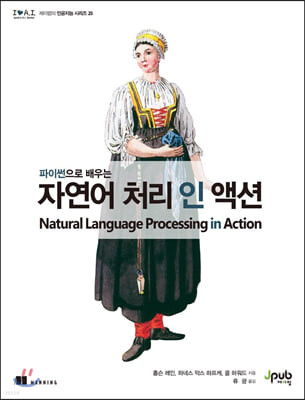 I ♥ A.I.
제이펍의 인공지능 시리즈 25
파이썬으로 배우는
자연어 처리 인 액션
Natural Language Processing in Action
홉슨 레인, 하네스 막스 하프케, 콜 하워드 지음
류 광 옮김
MANNING
Jpub
제이펍